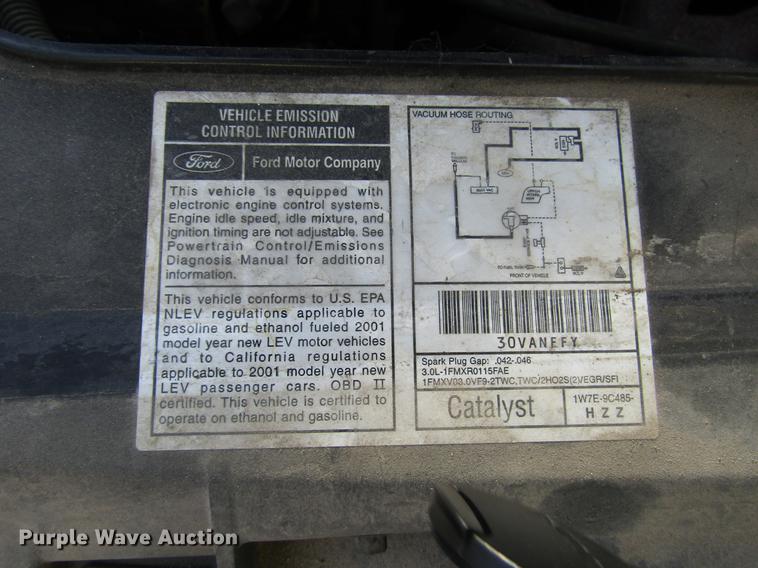 VEHICLE EMISSION
CONTROL INFORMATION
Ford
Ford Motor Company
This vehicle is equipped with
electronic engine control systems.
Engine idle speed, idle mixture, and
ignition timing are not adjustable. See
Powertrain Control/Emissions
Diagnosis Manual for additional
information.
This vehicle conforms to U.S. EPA
NLEV regulations applicable to
gasoline and ethanol fueled 2001
model year new LEV motor vehicles
and to California regulations
applicable to 2001 model year new
LEV passenger cars. OBD II
certified. This vehicle is certified to
operate on ethanol and gasoline.
VACUUM HOSE ROUTING
TO FUEL TANK
FRONT OF VEHICLE
30VANEFY
Spark Plug Gap: .042-.046
3.0L-1FMXR0115FAE
1FMXV03.0VF9-2TWC,TWC/2HO2S(2)/EGR/SFI
Catalyst
1W7E-9C485-
HZZ
Purple Wave Auction